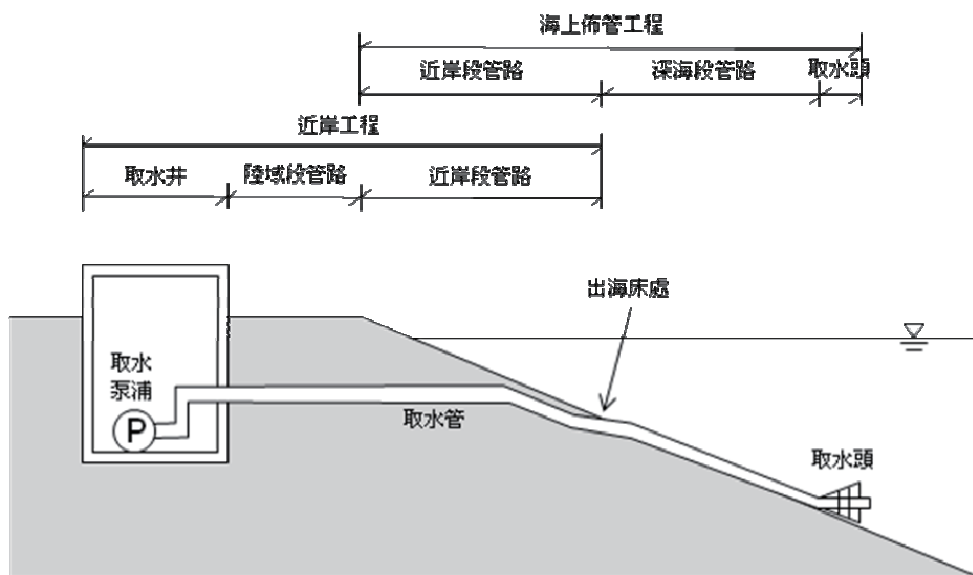 海上佈管工程
近岸段管路 深海段管路 取水頭
近岸工程
取水井 陸域段管路 近岸段管路
出海床處
取水
泵浦
P
取水管
取水頭